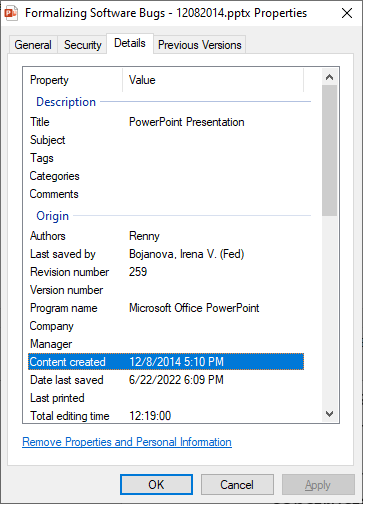 Formalizing Software Bugs - 12082014.pptx Properties
General Security Details Previous Versions
Property Value
Description
Title PowerPoint Presentation
Subject
Tags
Categories
Comments
Origin
Authors Renny
Last saved by Bojanova, Irena V. (Fed)
Revision number 259
Version number
Program name Microsoft Office PowerPoint
Company
Manager
Content created 12/8/2014 5:10 PM
Date last saved 6/22/2022 6:09 PM
Last printed
Total editing time 12:19:00
Remove Properties and Personal Information
OK Cancel Apply